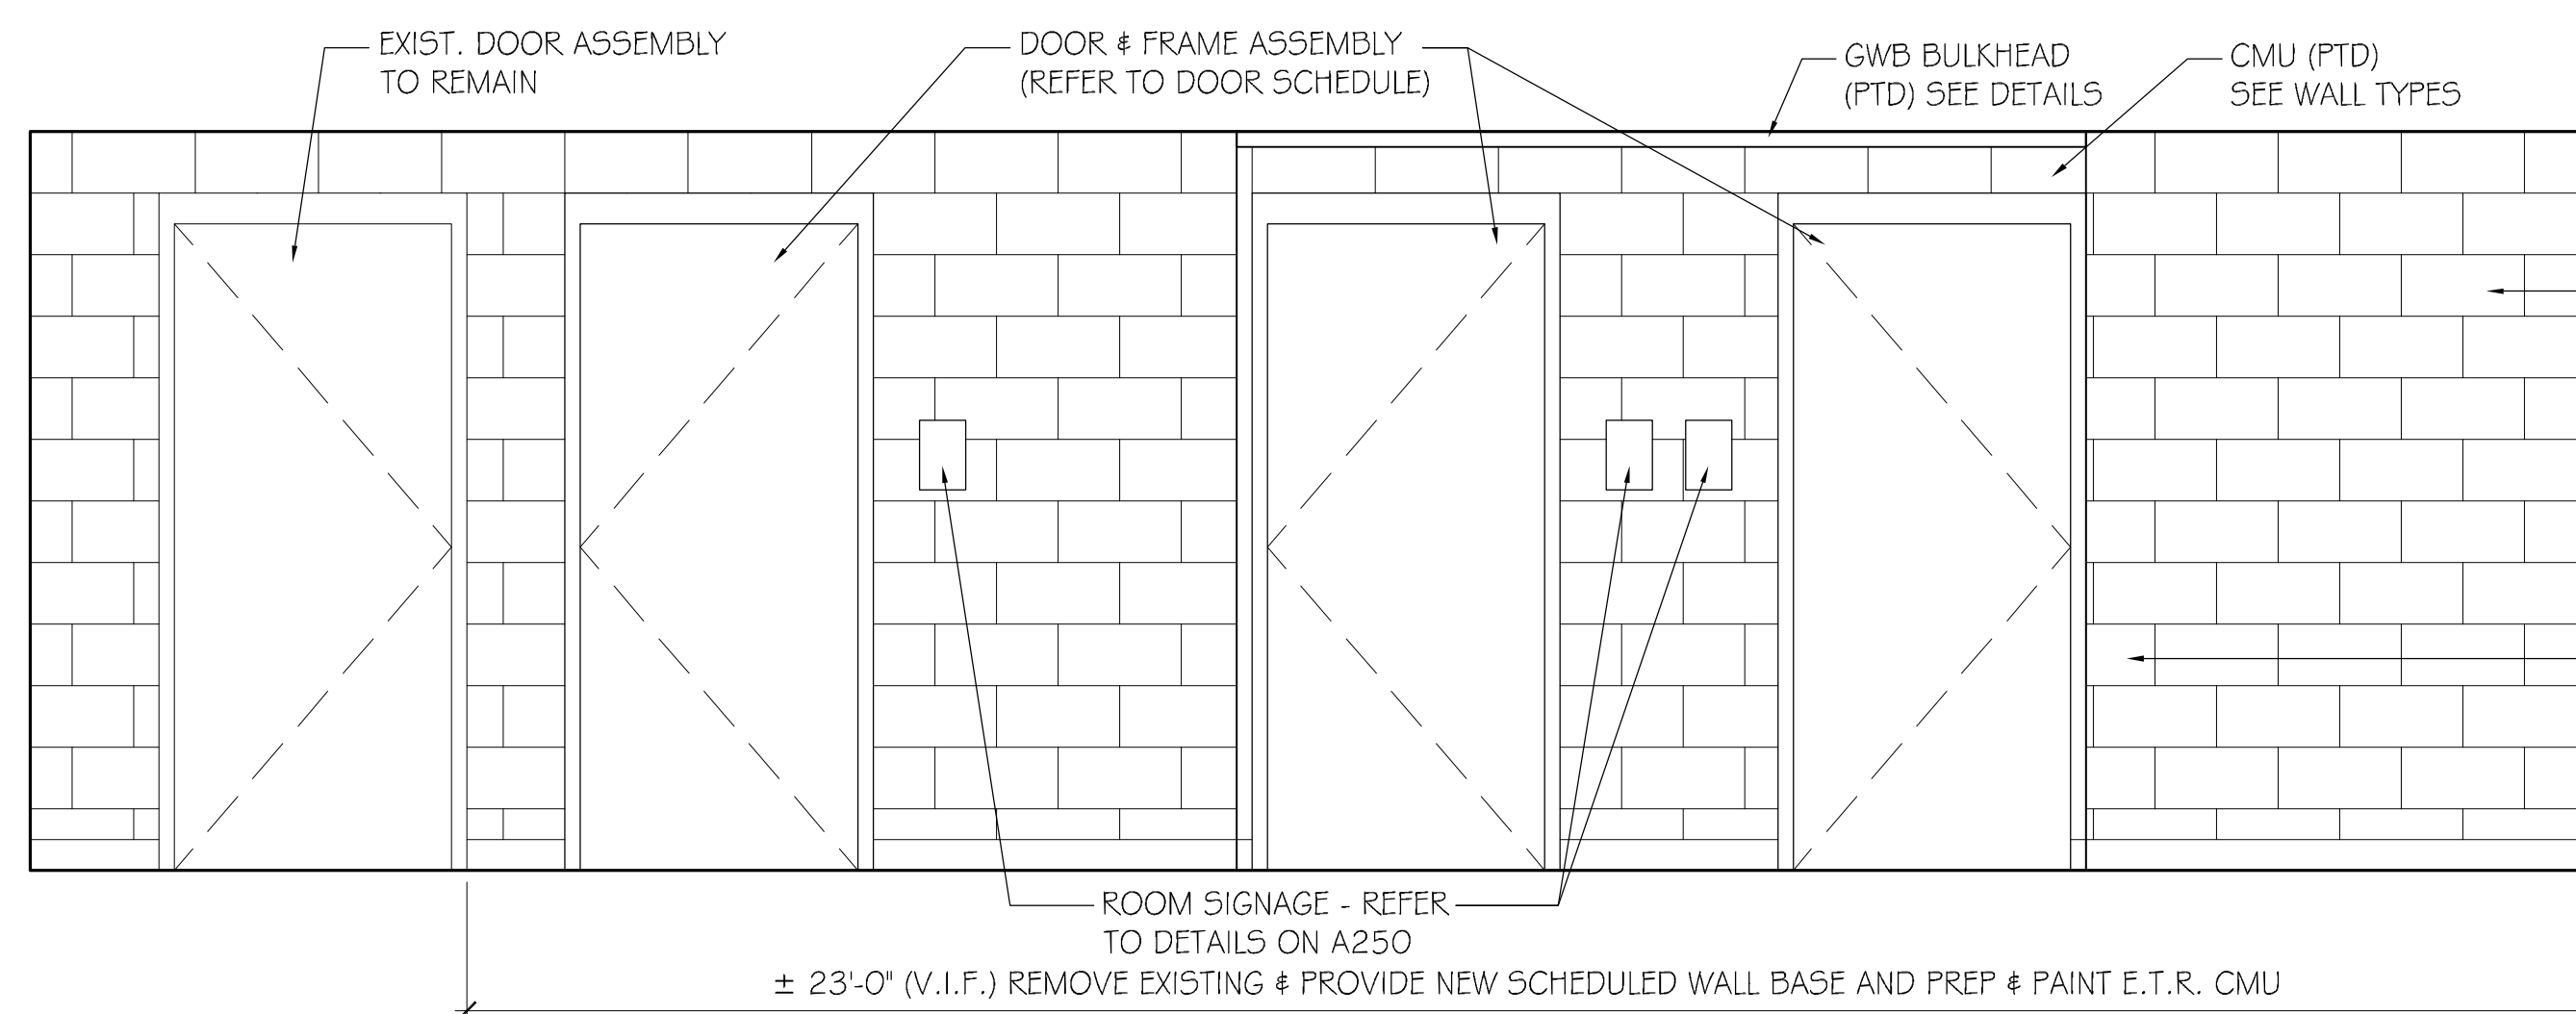 EXIST. DOOR ASSEMBLY
TO REMAIN
DOOR & FRAME ASSEMBLY
(REFER TO DOOR SCHEDULE)
GWB BULKHEAD
(PTD) SEE DETAILS
CMU (PTD)
SEE WALL TYPES
ROOM SIGNAGE - REFER
TO DETAILS ON A250
± 23'-0" (V.I.F.) REMOVE EXISTING & PROVIDE NEW SCHEDULED WALL BASE AND PREP & PAINT E.T.R. CMU